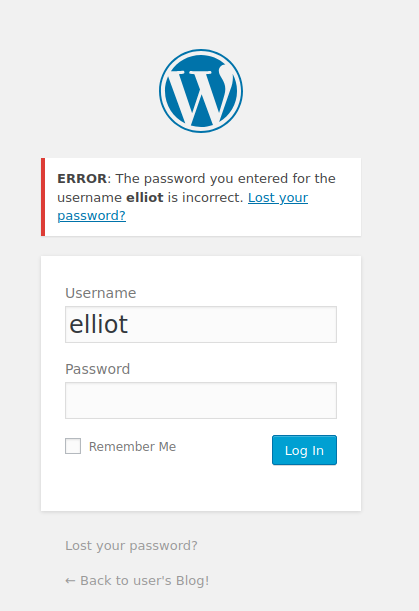 ERROR: The password you entered for the
username elliot is incorrect. Lost your
password?
Username
elliot
Password
Remember Me
Log In
Lost your password?
← Back to user's Blog!